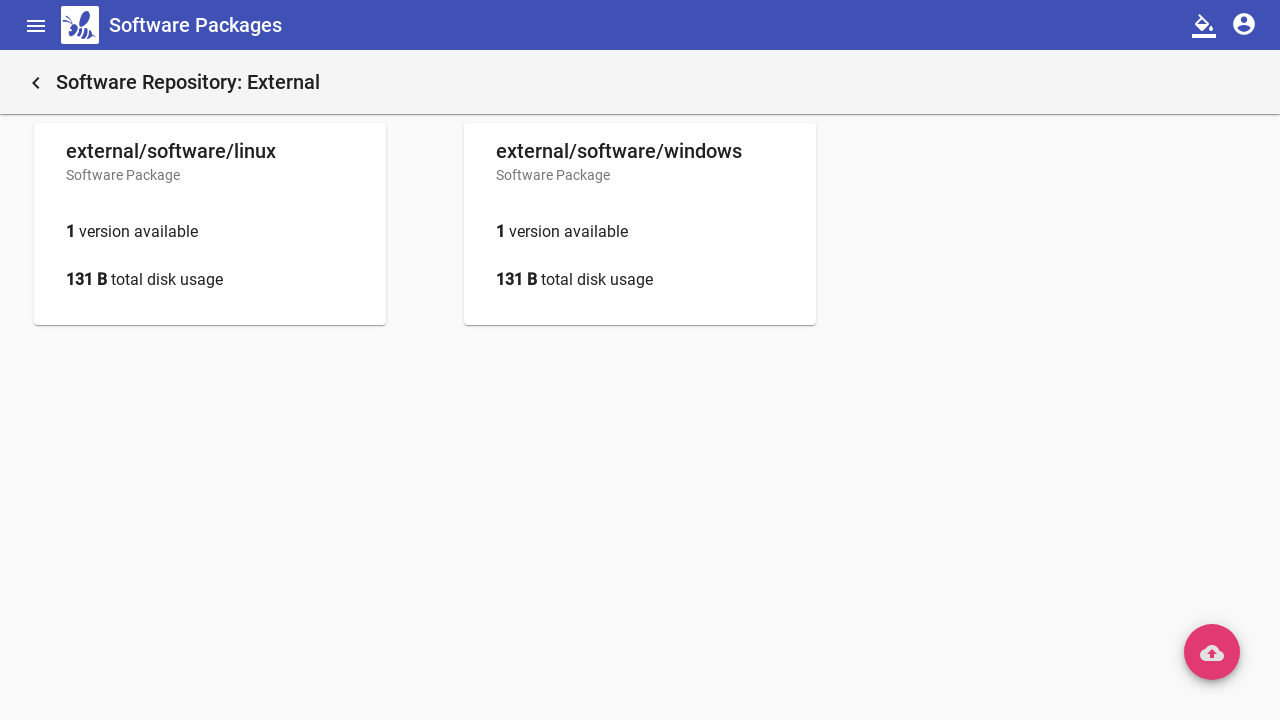 Software Packages
Software Repository: External
external/software/linux
Software Package
1 version available
131 B total disk usage
external/software/windows
Software Package
1 version available
131 B total disk usage